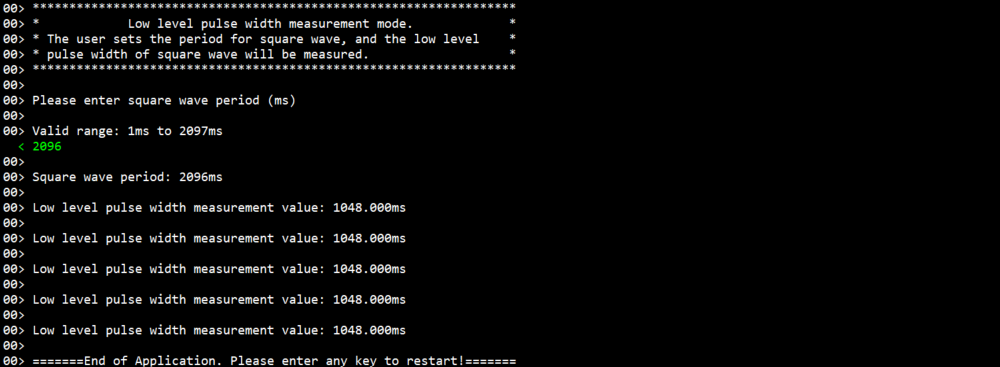 00> ******************************************************************
00> *            Low level pulse width measurement mode.             *
00> * The user sets the period for square wave, and the low level    *
00> * pulse width of square wave will be measured.                   *
00> ******************************************************************
00>
00> Please enter square wave period (ms)
00>
00> Valid range: 1ms to 2097ms
< 2096
00>
00> Square wave period: 2096ms
00>
00> Low level pulse width measurement value: 1048.000ms
00>
00> Low level pulse width measurement value: 1048.000ms
00>
00> Low level pulse width measurement value: 1048.000ms
00>
00> Low level pulse width measurement value: 1048.000ms
00>
00> Low level pulse width measurement value: 1048.000ms
00>
00> =======End of Application. Please enter any key to restart!=======